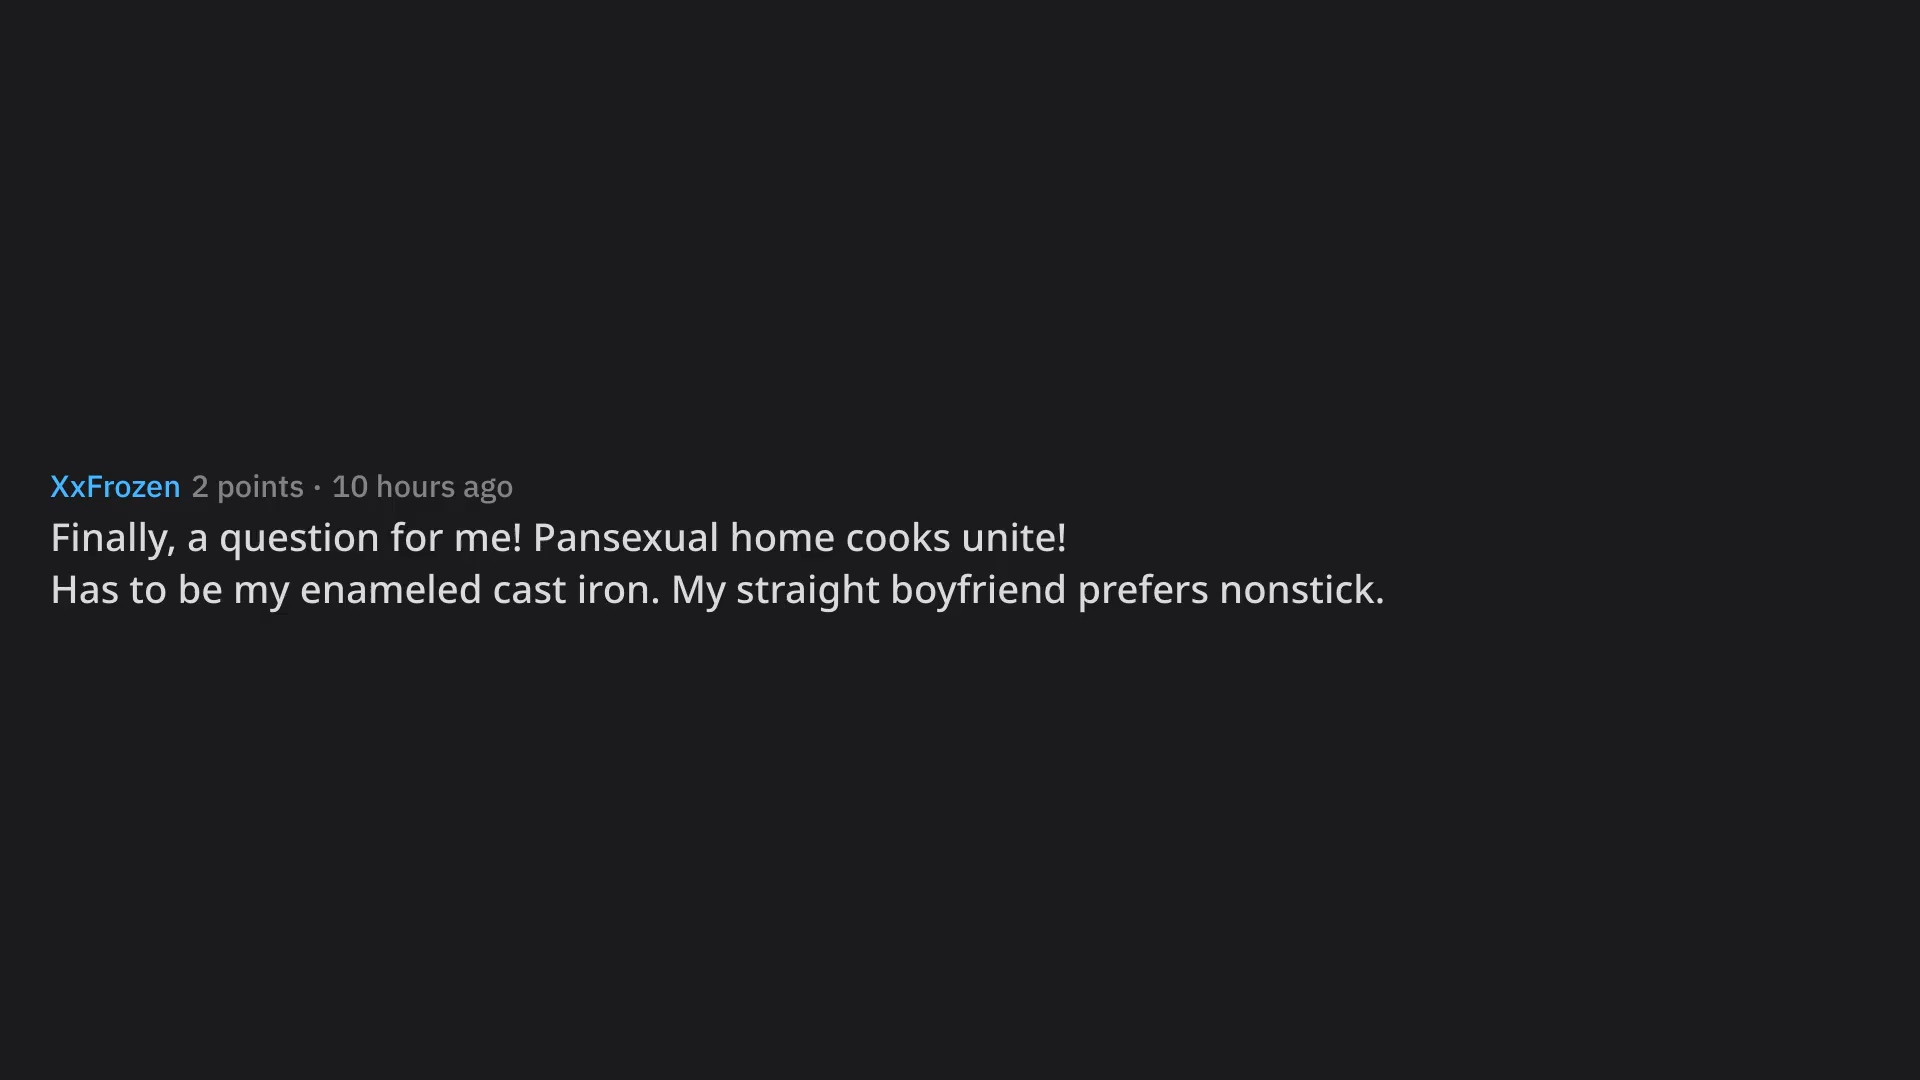 XxFrozen 2 points · 10 hours ago
Finally, a question for me! Pansexual home cooks unite!
Has to be my enameled cast iron. My straight boyfriend prefers nonstick.